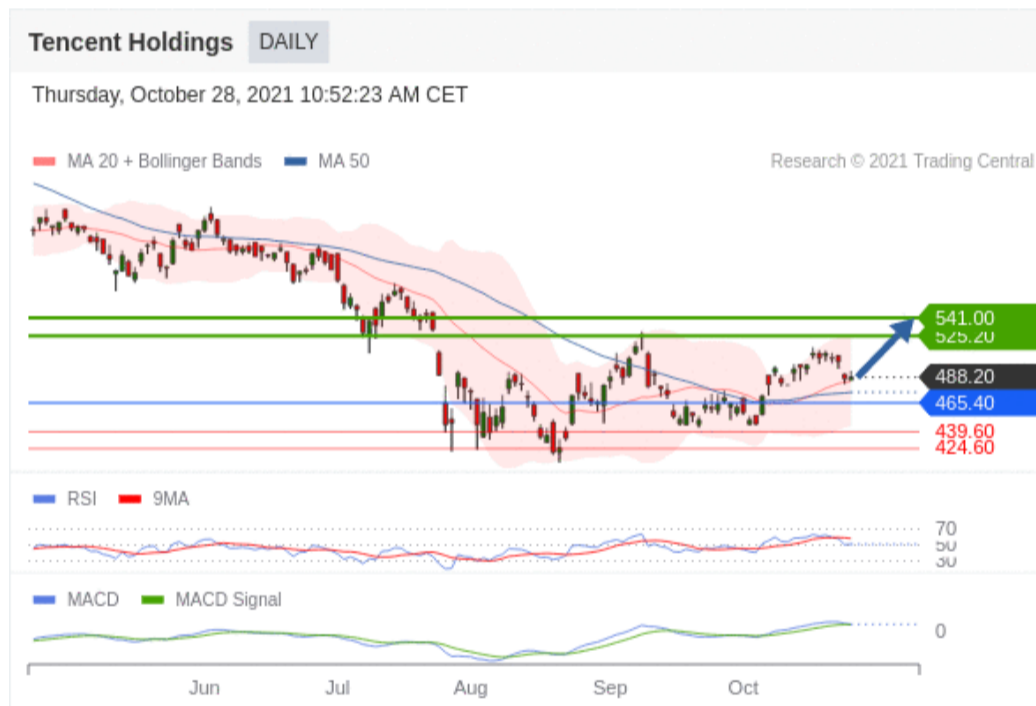 Tencent Holdings DAILY
Thursday, October 28, 2021 10:52:23 AM CET
MA 20 + Bollinger Bands MA 50 Research © 2021 Trading Central
541.00
525.20
488.20
465.40
439.60
424.60
RSI 9MA
70
50
30
MACD MACD Signal
0
Jun Jul Aug Sep Oct